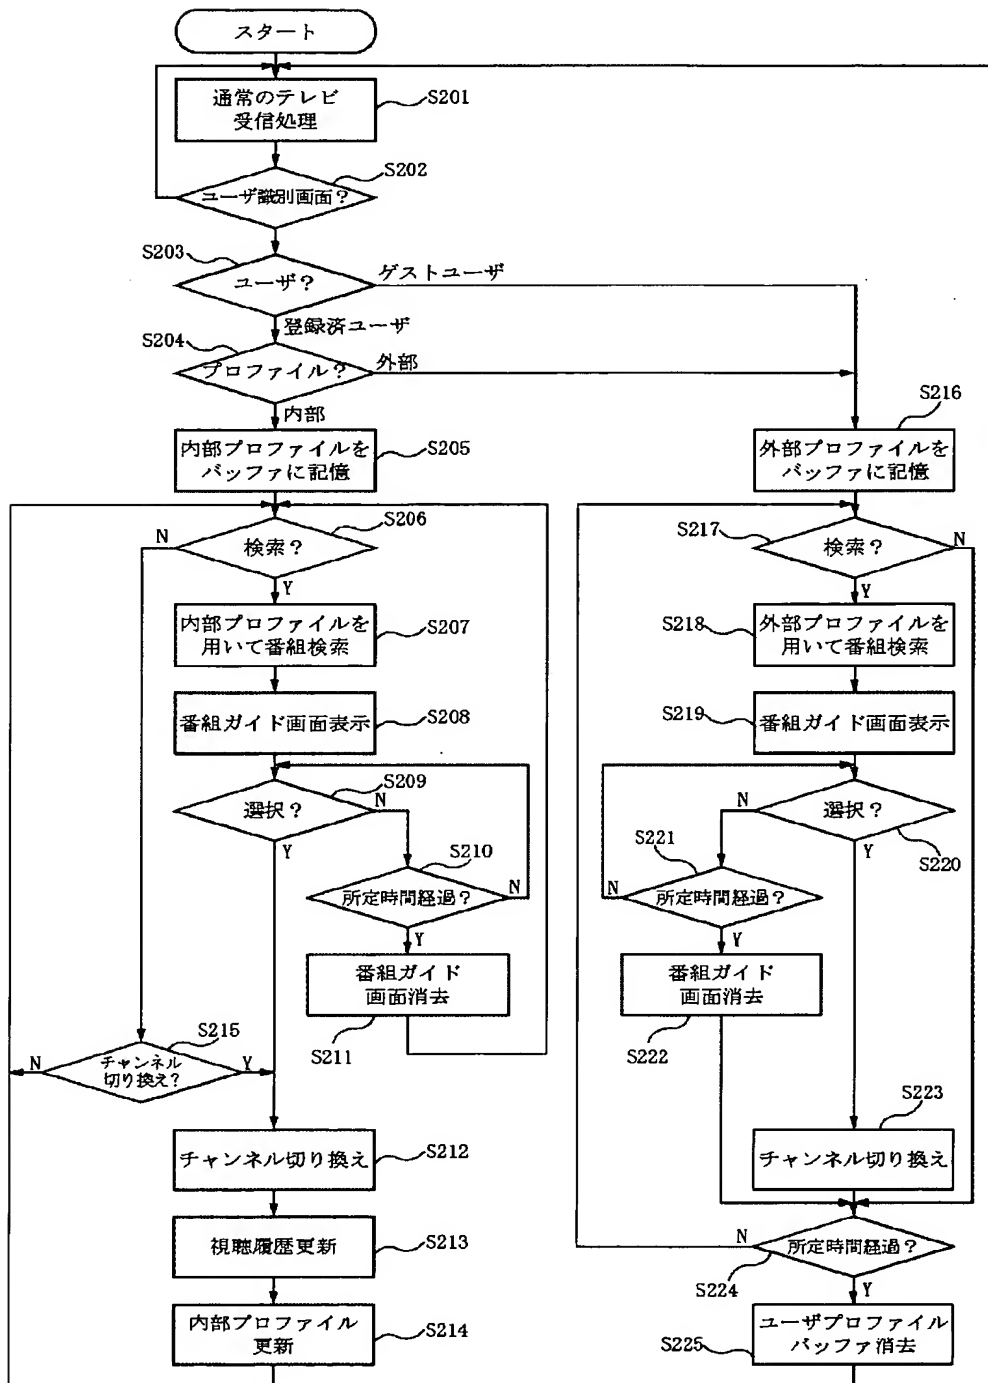 スタート
通常のテレビ
受信処理
S201
S202
ユーザ識別画面？
S203
ユーザ？
ゲストユーザ
登録済ユーザ
S204
プロファイル？
外部
内部
内部プロファイルを
バッファに記憶
S205
S206
N
検索？
Y
内部プロファイルを
用いて番組検索
S207
番組ガイド画面表示
S208
S209
選択？
N
Y
S210
所定時間経過？
N
Y
番組ガイド
画面消去
S211
S215
N
チャンネル
切り換え？
Y
チャンネル切り換え
S212
視聴履歴更新
S213
内部プロファイル
更新
S214
S216
外部プロファイルを
バッファに記憶
S217
検索？
N
Y
S218
外部プロファイルを
用いて番組検索
S219
番組ガイド画面表示
N
選択？
S220
Y
S221
N
所定時間経過？
Y
番組ガイド
画面消去
S222
S223
チャンネル切り換え
N
所定時間経過？
S224
Y
ユーザプロファイル
バッファ消去
S225